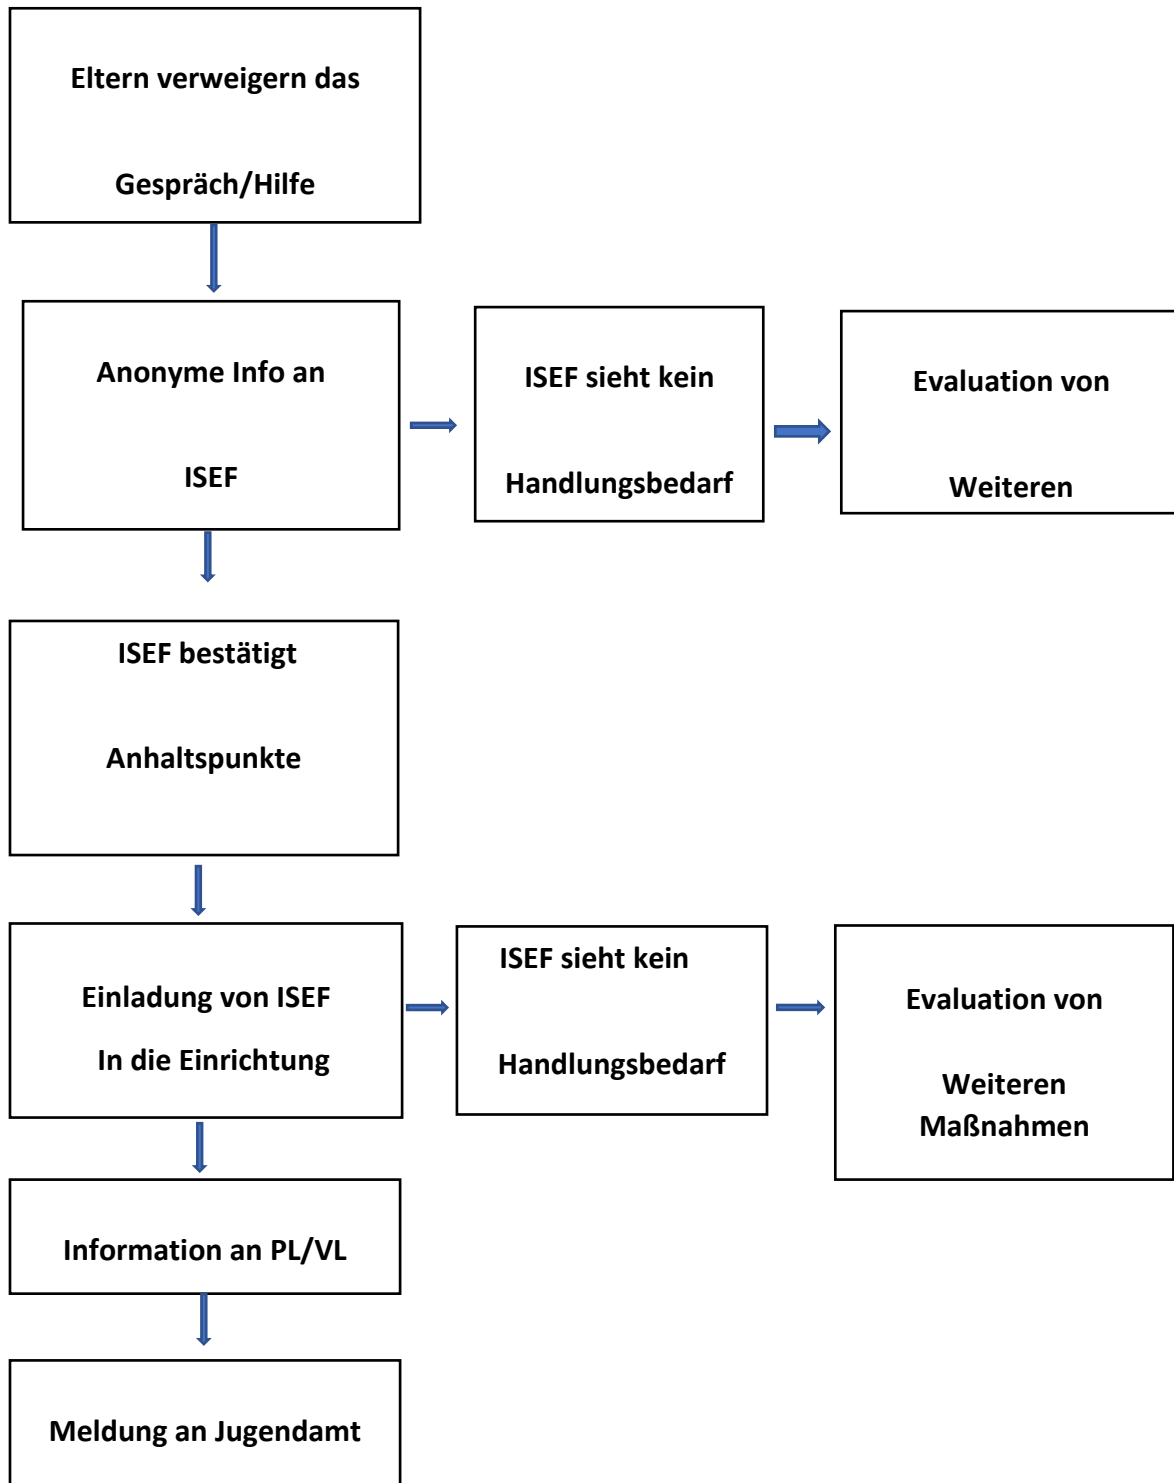 Eltern verweigern das
Gespräch/Hilfe
Anonyme Info an
ISEF
ISEF sieht kein
Handlungsbedarf
Evaluation von
Weiteren
ISEF bestätigt
Anhaltspunkte
Einladung von ISEF
In die Einrichtung
ISEF sieht kein
Handlungsbedarf
Evaluation von
Weiteren
Maßnahmen
Information an PL/VL
Meldung an Jugendamt